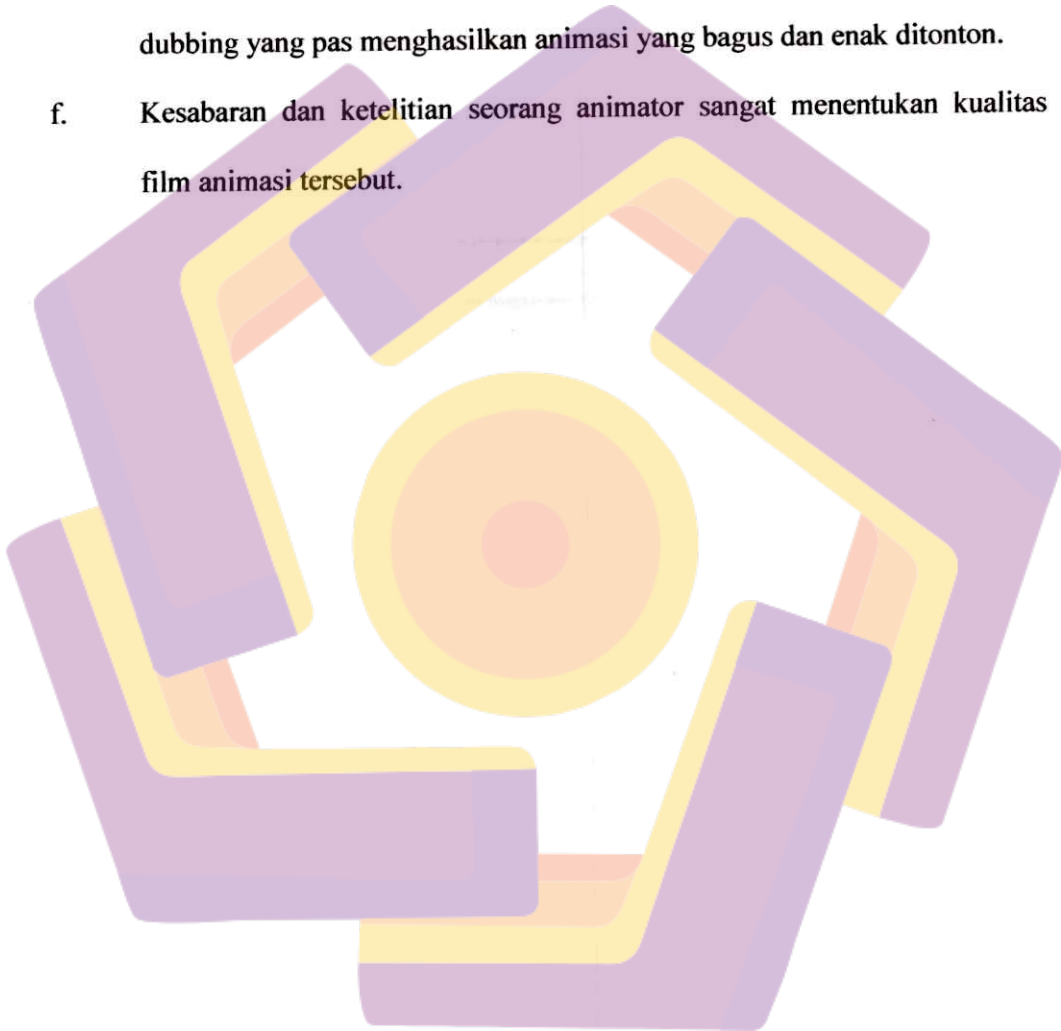 dubbing yang pas menghasilkan animasi yang bagus dan enak ditonton.
f. Kesabaran dan ketelitian seorang animator sangat menentukan kualitas
film animasi tersebut.